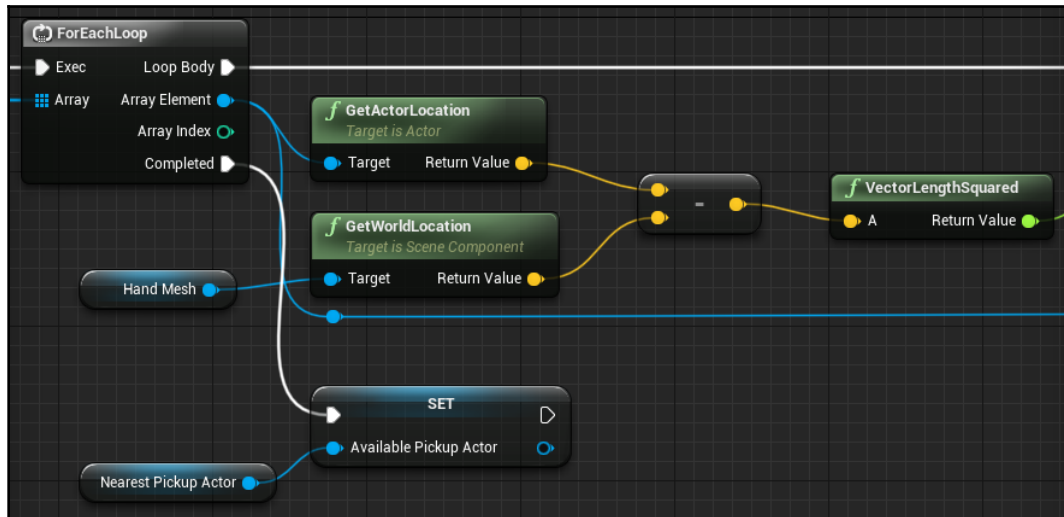 ForEachLoop
Exec
Loop Body
Array
Array Element
Array Index
Completed
f GetActorLocation
Target is Actor
Target
Return Value
f GetWorldLocation
Target is Scene Component
Target
Return Value
Hand Mesh
-
f VectorLengthSquared
A
Return Value
SET
Available Pickup Actor
Nearest Pickup Actor